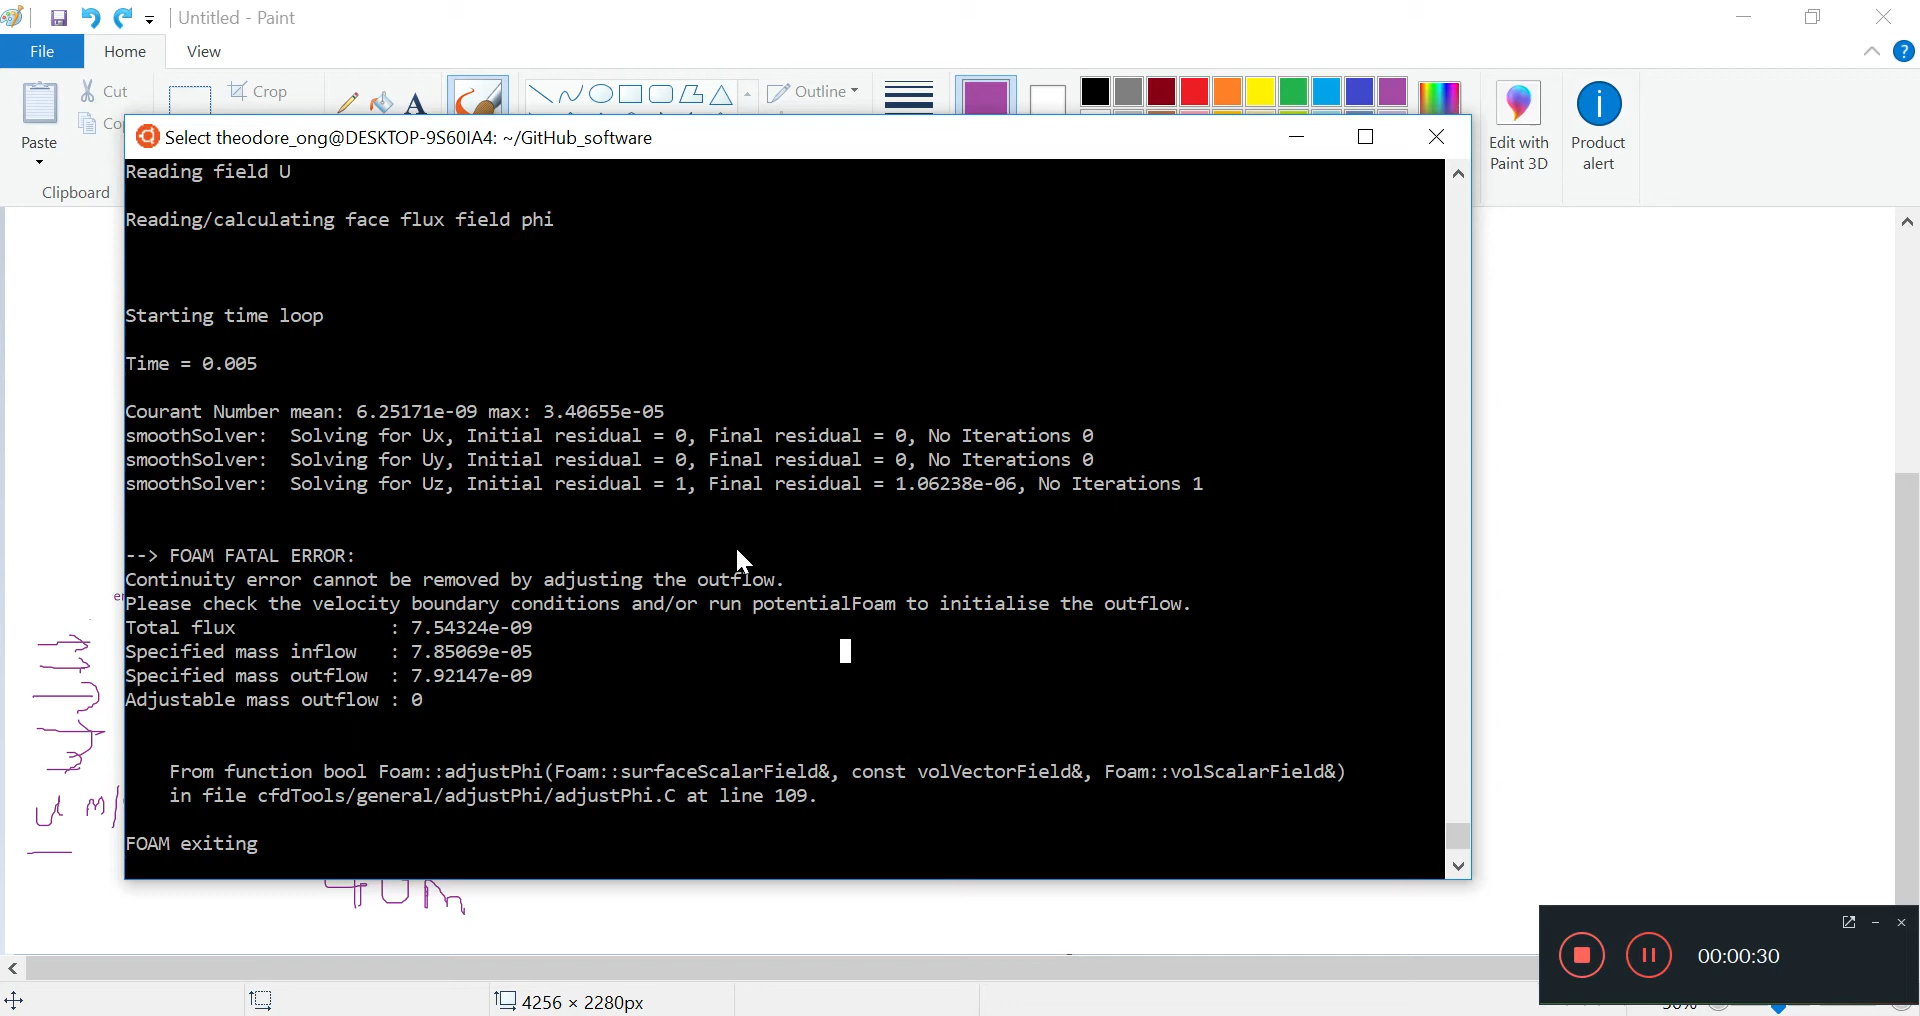 Untitled - Paint
File Home View
Paste
Cut
Crop
Outline
Clipboard
Edit with
Paint 3D
Product
alert
Select theodore_ong@DESKTOP-9S60IA4: ~/GitHub_software
Reading field U
Reading/calculating face flux field phi
Starting time loop
Time = 0.005
Courant Number mean: 6.25171e-09 max: 3.40655e-05
smoothSolver:  Solving for Ux, Initial residual = 0, Final residual = 0, No Iterations 0
smoothSolver:  Solving for Uy, Initial residual = 0, Final residual = 0, No Iterations 0
smoothSolver:  Solving for Uz, Initial residual = 1, Final residual = 1.06238e-06, No Iterations 1
--> FOAM FATAL ERROR:
Continuity error cannot be removed by adjusting the outflow.
Please check the velocity boundary conditions and/or run potentialFoam to initialise the outflow.
Total flux              : 7.54324e-09
Specified mass inflow   : 7.85069e-05
Specified mass outflow  : 7.92147e-09
Adjustable mass outflow : 0
From function bool Foam::adjustPhi(Foam::surfaceScalarField&, const volVectorField&, Foam::volScalarField&)
in file cfdTools/general/adjustPhi/adjustPhi.C at line 109.
FOAM exiting
00:00:30
4256 × 2280px